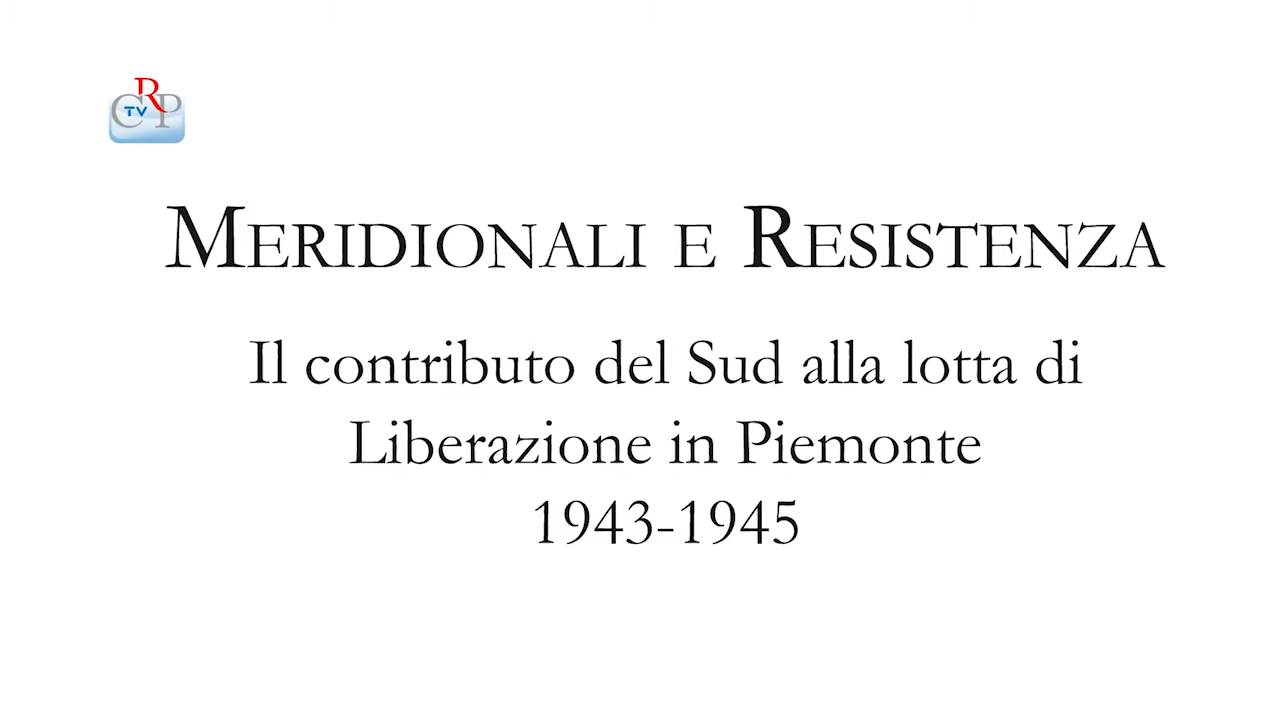 CRP
TV
MERIDIONALI E RESISTENZA
Il contributo del Sud alla lotta di
Liberazione in Piemonte
1943-1945